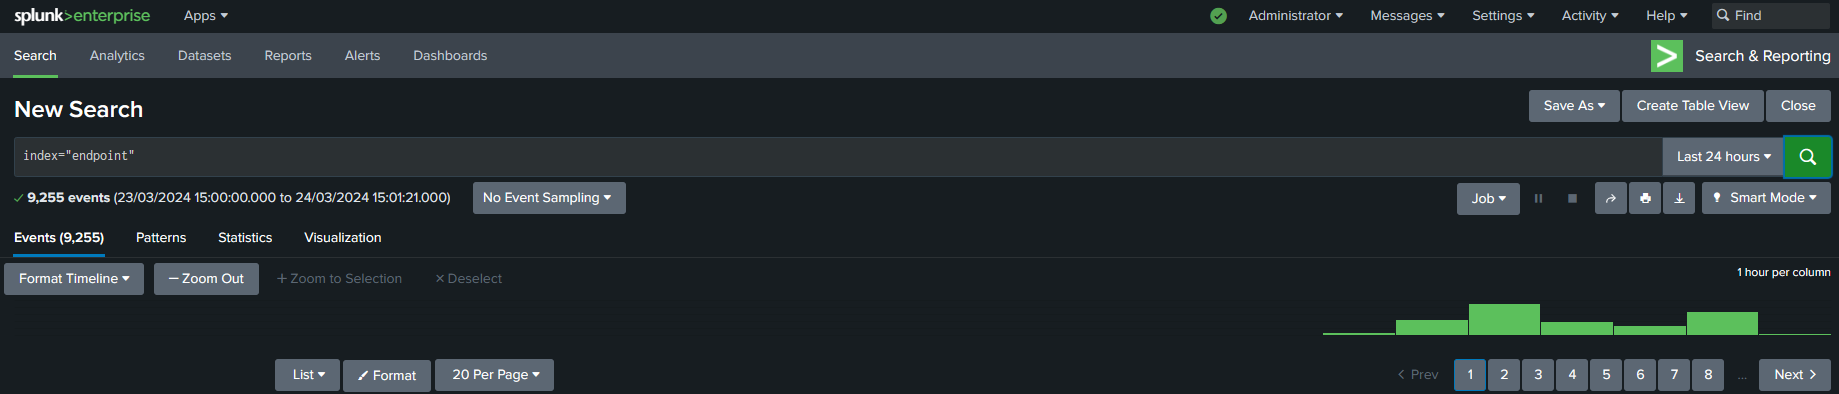 splunk>enterprise Apps Administrator Messages Settings Activity Help Find
Search Analytics Datasets Reports Alerts Dashboards Search & Reporting
New Search Save As Create Table View Close
index="endpoint" Last 24 hours
9,255 events (23/03/2024 15:00:00.000 to 24/03/2024 15:01:21.000) No Event Sampling Job Smart Mode
Events (9,255) Patterns Statistics Visualization
Format Timeline — Zoom Out + Zoom to Selection × Deselect 1 hour per column
List Format 20 Per Page < Prev 1 2 3 4 5 6 7 8 ... Next >